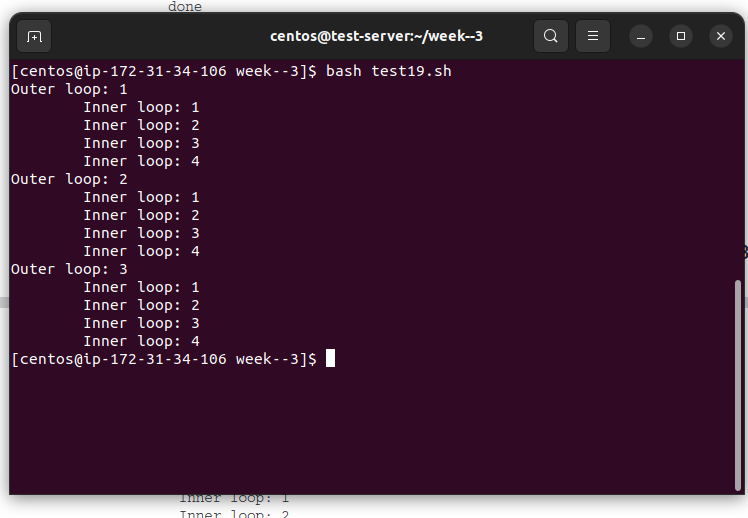 done
centos@test-server:~/week--3
[centos@ip-172-31-34-106 week--3]$ bash test19.sh
Outer loop: 1
        Inner loop: 1
        Inner loop: 2
        Inner loop: 3
        Inner loop: 4
Outer loop: 2
        Inner loop: 1
        Inner loop: 2
        Inner loop: 3
        Inner loop: 4
Outer loop: 3
        Inner loop: 1
        Inner loop: 2
        Inner loop: 3
        Inner loop: 4
[centos@ip-172-31-34-106 week--3]$
Inner loop: 1
Inner loop: 2